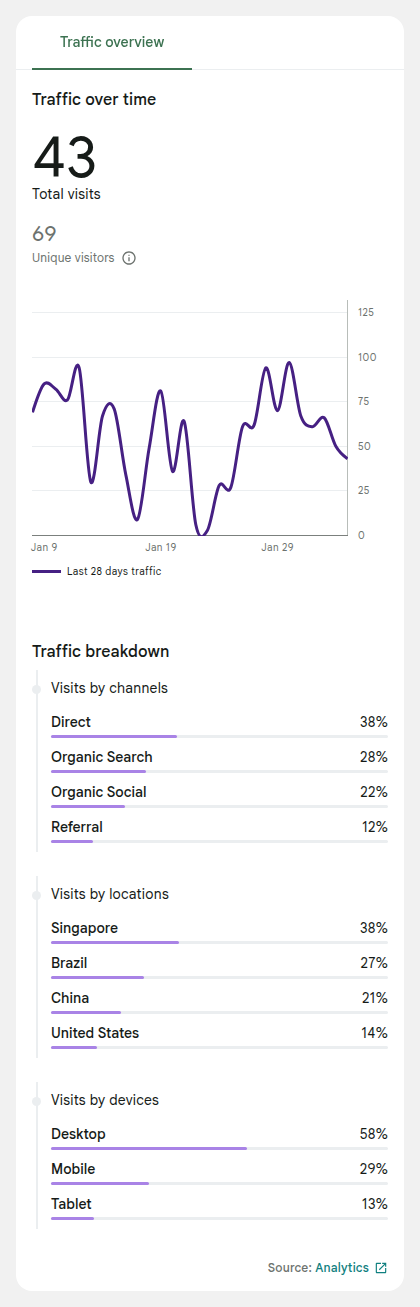 Traffic overview
Traffic over time
43
Total visits
69
Unique visitors
125
100
75
50
25
0
Jan 9 Jan 19 Jan 29
Last 28 days traffic
Traffic breakdown
Visits by channels
Direct 38%
Organic Search 28%
Organic Social 22%
Referral 12%
Visits by locations
Singapore 38%
Brazil 27%
China 21%
United States 14%
Visits by devices
Desktop 58%
Mobile 29%
Tablet 13%
Source: Analytics